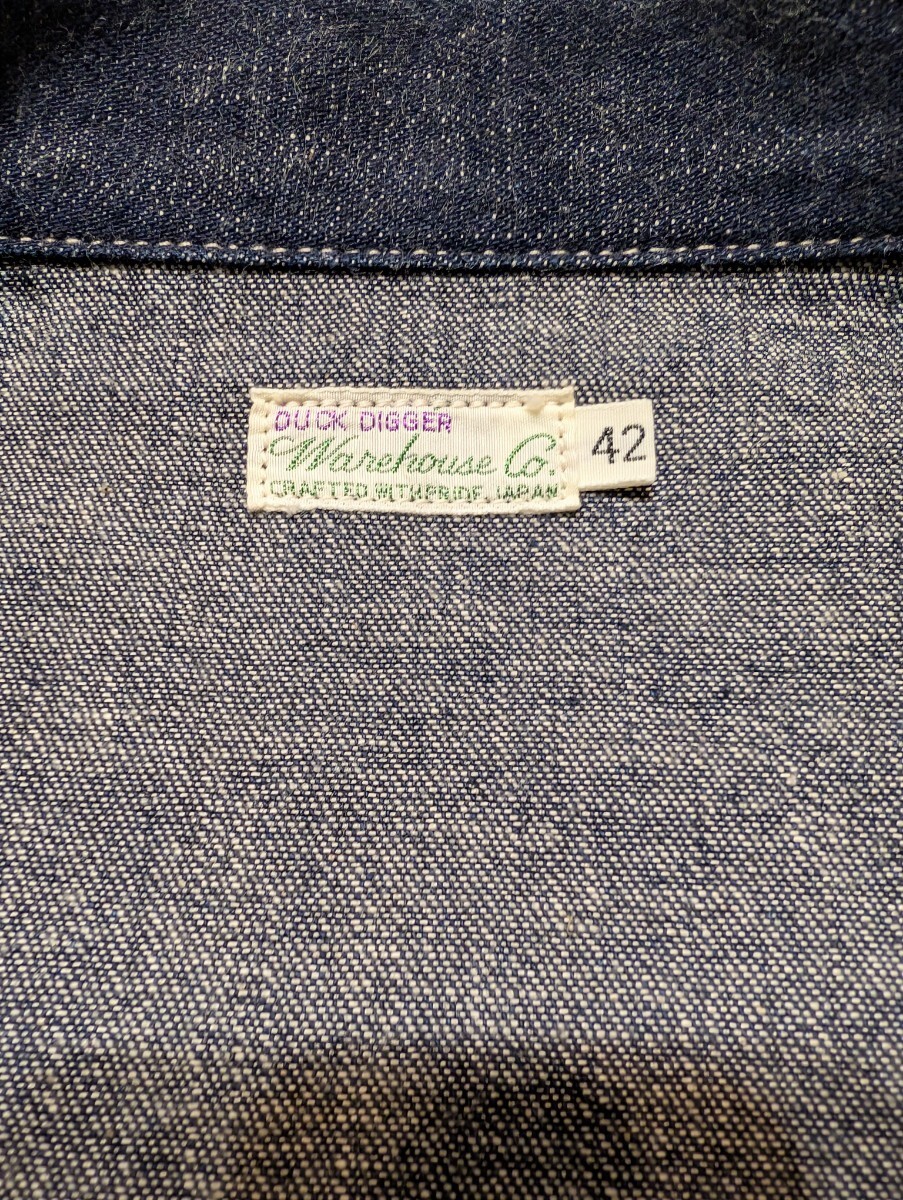 DUCK DIGGER
Warehouse Co.
CRAFTED WITH PRIDE. JAPAN
42